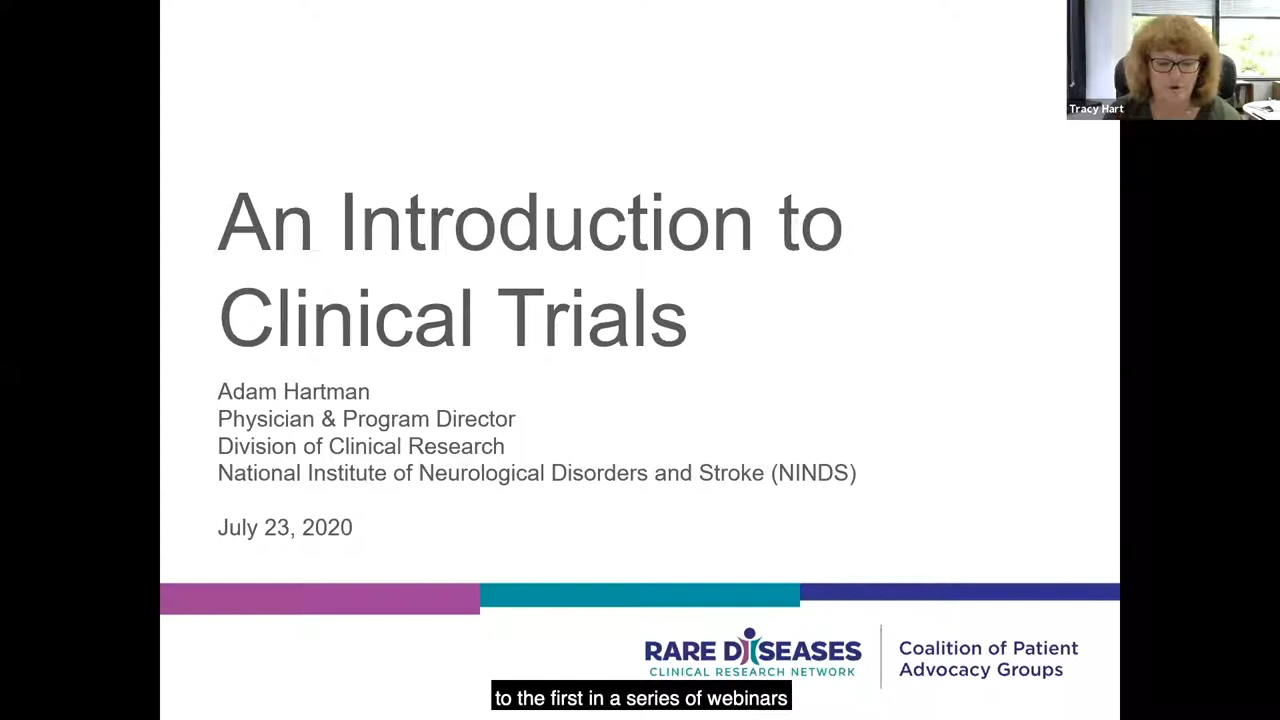 Tracy Hart
An Introduction to
Clinical Trials
Adam Hartman
Physician & Program Director
Division of Clinical Research
National Institute of Neurological Disorders and Stroke (NINDS)
July 23, 2020
RARE DISEASES
CLINICAL RESEARCH NETWORK
Coalition of Patient
Advocacy Groups
to the first in a series of webinars